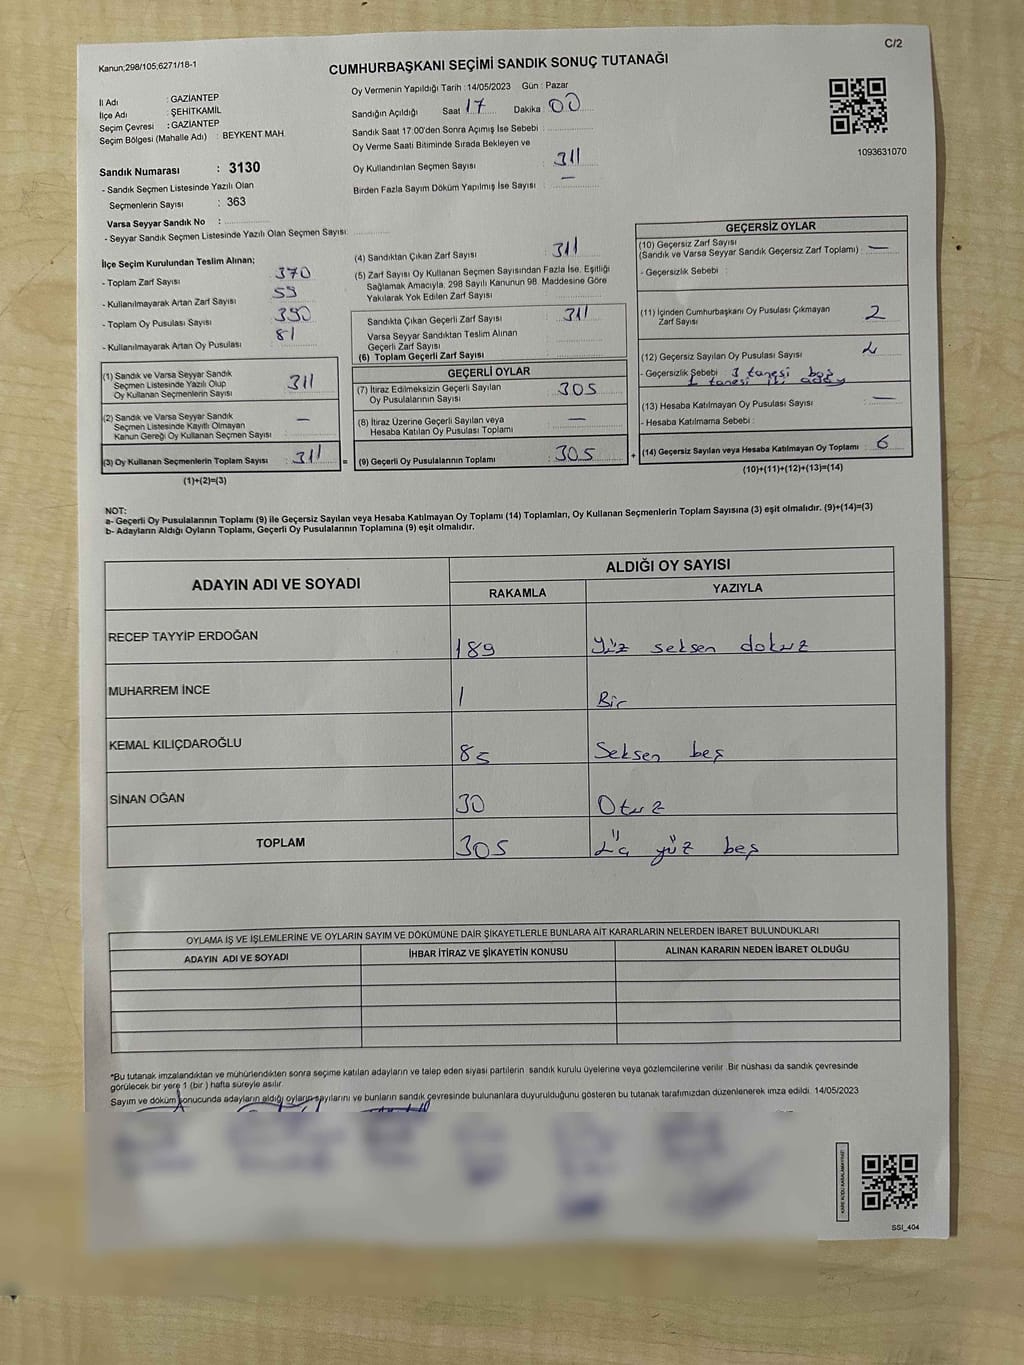 C/2
Kanun;298/105;6271/18-1
CUMHURBAŞKANI SEÇİMİ SANDIK SONUÇ TUTANAĞI
İl Adı : GAZİANTEP
İlçe Adı : ŞEHİTKAMİL
Seçim Çevresi : GAZİANTEP
Seçim Bölgesi (Mahalle Adı) : BEYKENT MAH.
Sandık Numarası : 3130
- Sandık Seçmen Listesinde Yazılı Olan
Seçmenlerin Sayısı : 363
Varsa Seyyar Sandık No :
- Seyyar Sandık Seçmen Listesinde Yazılı Olan Seçmen Sayısı:
Oy Vermenin Yapıldığı Tarih : 14/05/2023 Gün : Pazar
Sandığın Açıldığı Saat 17 Dakika 00
Sandık Saat 17:00'den Sonra Açımış İse Sebebi :
Oy Verme Saati Bitiminde Sırada Bekleyen ve
Oy Kullandırılan Seçmen Sayısı : 311
Birden Fazla Sayım Döküm Yapılmış İse Sayısı : —
1093631070
İlçe Seçim Kurulundan Teslim Alınan;
- Toplam Zarf Sayısı : 370
- Kullanılmayarak Artan Zarf Sayısı : 59
- Toplam Oy Pusulası Sayısı : 390
- Kullanılmayarak Artan Oy Pusulası : 81
(1) Sandık ve Varsa Seyyar Sandık
Seçmen Listesinde Yazılı Olup
Oy Kullanan Seçmenlerin Sayısı : 311
(2) Sandık ve Varsa Seyyar Sandık
Seçmen Listesinde Kayıtlı Olmayan
Kanun Gereği Oy Kullanan Seçmen Sayısı : —
(3) Oy Kullanan Seçmenlerin Toplam Sayısı : 311 =
(1)+(2)=(3)
(4) Sandıktan Çıkan Zarf Sayısı : 311
(5) Zarf Sayısı Oy Kullanan Seçmen Sayısından Fazla İse, Eşitliği
Sağlamak Amacıyla, 298 Sayılı Kanunun 98. Maddesine Göre
Yakılarak Yok Edilen Zarf Sayısı :
Sandıkta Çıkan Geçerli Zarf Sayısı : 311
Varsa Seyyar Sandıktan Teslim Alınan
Geçerli Zarf Sayısı :
(6) Toplam Geçerli Zarf Sayısı :
GEÇERLİ OYLAR
(7) İtiraz Edilmeksizin Geçerli Sayılan
Oy Pusulalarının Sayısı : 305
(8) İtiraz Üzerine Geçerli Sayılan veya
Hesaba Katılan Oy Pusulası Toplamı : —
(9) Geçerli Oy Pusulalarının Toplamı : 305 +
GEÇERSİZ OYLAR
(10) Geçersiz Zarf Sayısı
(Sandık ve Varsa Seyyar Sandık Geçersiz Zarf Toplamı) : —
- Geçersizlik Sebebi :
(11) İçinden Cumhurbaşkanı Oy Pusulası Çıkmayan
Zarf Sayısı : 2
(12) Geçersiz Sayılan Oy Pusulası Sayısı : 4
- Geçersizlik Sebebi : 3 tanesi boş
1 tanesi iki aday
(13) Hesaba Katılmayan Oy Pusulası Sayısı : —
- Hesaba Katılmama Sebebi :
(14) Geçersiz Sayılan veya Hesaba Katılmayan Oy Toplamı : 6
(10)+(11)+(12)+(13)=(14)
NOT:
a- Geçerli Oy Pusulalarının Toplamı (9) ile Geçersiz Sayılan veya Hesaba Katılmayan Oy Toplamı (14) Toplamları, Oy Kullanan Seçmenlerin Toplam Sayısına (3) eşit olmalıdır. (9)+(14)=(3)
b- Adayların Aldığı Oyların Toplamı, Geçerli Oy Pusulalarının Toplamına (9) eşit olmalıdır.
ADAYIN ADI VE SOYADI
ALDIĞI OY SAYISI
RAKAMLA YAZIYLA
RECEP TAYYİP ERDOĞAN 189 Yüz seksen dokuz
MUHARREM İNCE 1 Bir
KEMAL KILIÇDAROĞLU 85 Seksen beş
SİNAN OĞAN 30 Otuz
TOPLAM 305 Üç yüz beş
OYLAMA İŞ VE İŞLEMLERİNE VE OYLARIN SAYIM VE DÖKÜMÜNE DAİR ŞİKAYETLERLE BUNLARA AİT KARARLARIN NELERDEN İBARET BULUNDUKLARI
ADAYIN ADI VE SOYADI İHBAR İTİRAZ VE ŞİKAYETİN KONUSU ALINAN KARARIN NEDEN İBARET OLDUĞU
*Bu tutanak imzalandıktan ve mühürlendikten sonra seçime katılan adayların ve talep eden siyasi partilerin sandık kurulu üyelerine veya gözlemcilerine verilir. Bir nüshası da sandık çevresinde
görülecek bir yere 1 (bir ) hafta süreyle asılır.
Sayım ve döküm sonucunda adayların aldığı oyların sayılarını ve bunların sandık çevresinde bulunanlara duyurulduğunu gösteren bu tutanak tarafımızdan düzenlenerek imza edildi. 14/05/2023
SSI_404